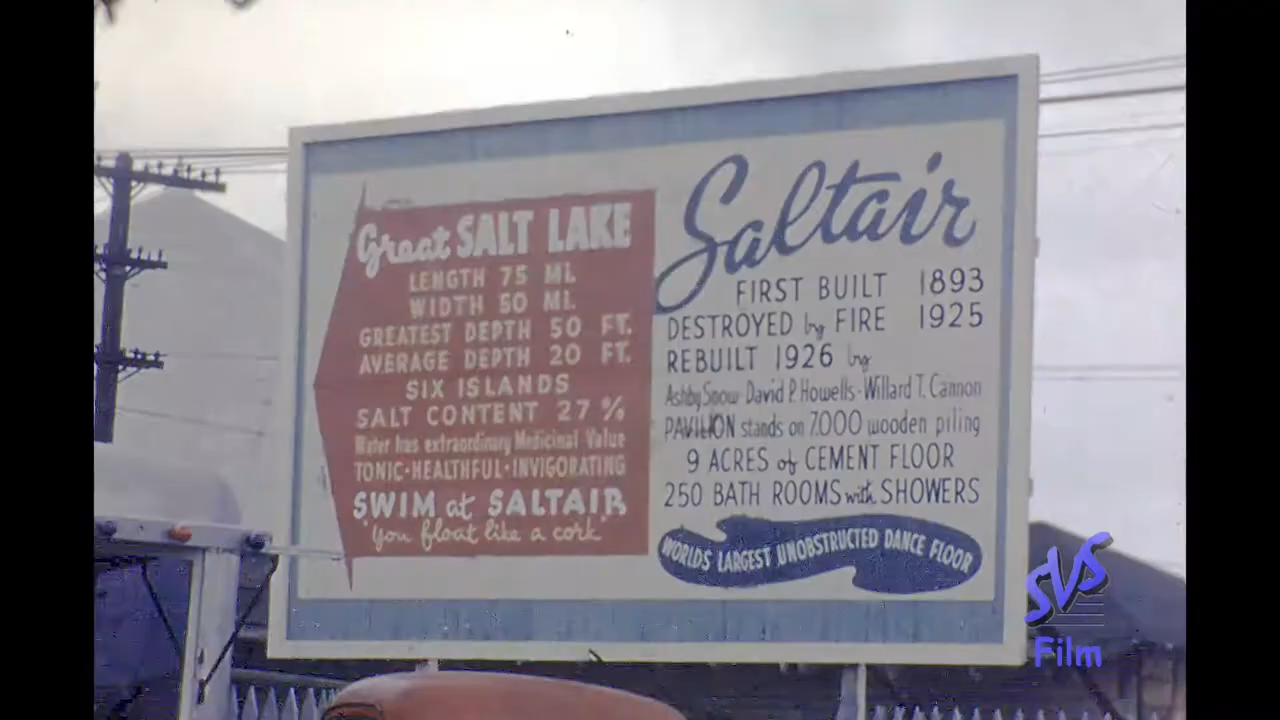 Great SALT LAKE
LENGTH 75 MI.
WIDTH 50 MI.
GREATEST DEPTH 50 FT.
AVERAGE DEPTH 20 FT.
SIX ISLANDS
SALT CONTENT 27 %
Water has extraordinary Medicinal Value
TONIC·HEALTHFUL·INVIGORATING
SWIM at SALTAIR
"You float like a cork"
Saltair
FIRST BUILT 1893
DESTROYED by FIRE 1925
REBUILT 1926 by
Ashby Snow·David P. Howells·Willard T. Cannon
PAVILION stands on 7,000 wooden piling
9 ACRES of CEMENT FLOOR
250 BATH ROOMS with SHOWERS
WORLDS LARGEST UNOBSTRUCTED DANCE FLOOR
SVS
Film